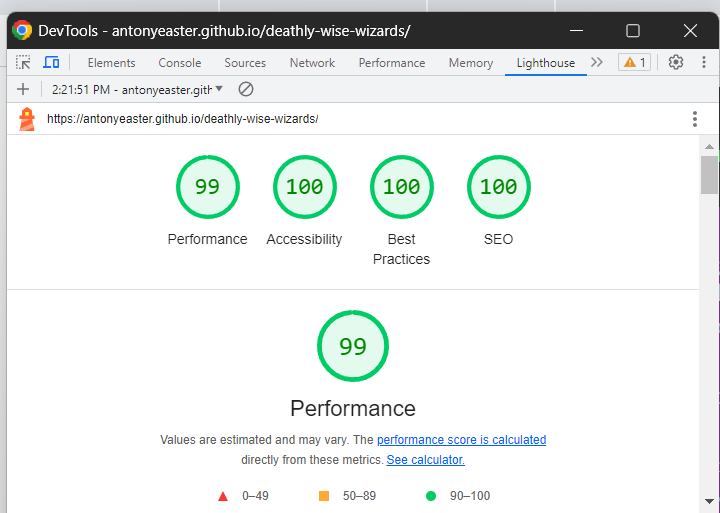 DevTools - antonyeaster.github.io/deathly-wise-wizards/
Elements Console Sources Network Performance Memory Lighthouse 1
2:21:51 PM - antonyeaster.gith
https://antonyeaster.github.io/deathly-wise-wizards/
99 100 100 100
Performance Accessibility Best Practices SEO
99
Performance
Values are estimated and may vary. The performance score is calculated
directly from these metrics. See calculator.
0–49 50–89 90–100